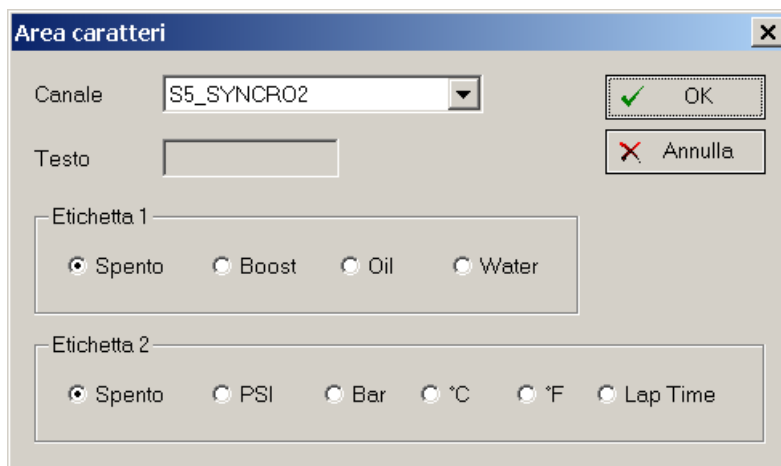 Area caratteri
Canale S5_SYNCRO2 OK
Testo Annulla
Etichetta 1
Spento Boost Oil Water
Etichetta 2
Spento PSI Bar °C °F Lap Time